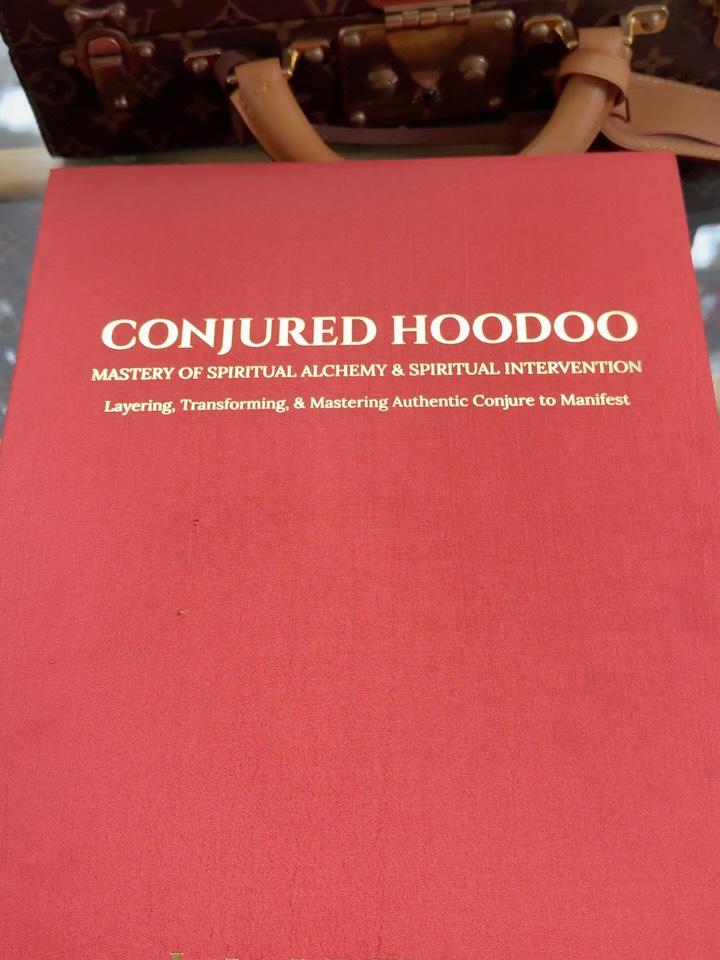 CONJURED HOODOO
MASTERY OF SPIRITUAL ALCHEMY & SPIRITUAL INTERVENTION
Layering, Transforming, & Mastering Authentic Conjure to Manifest